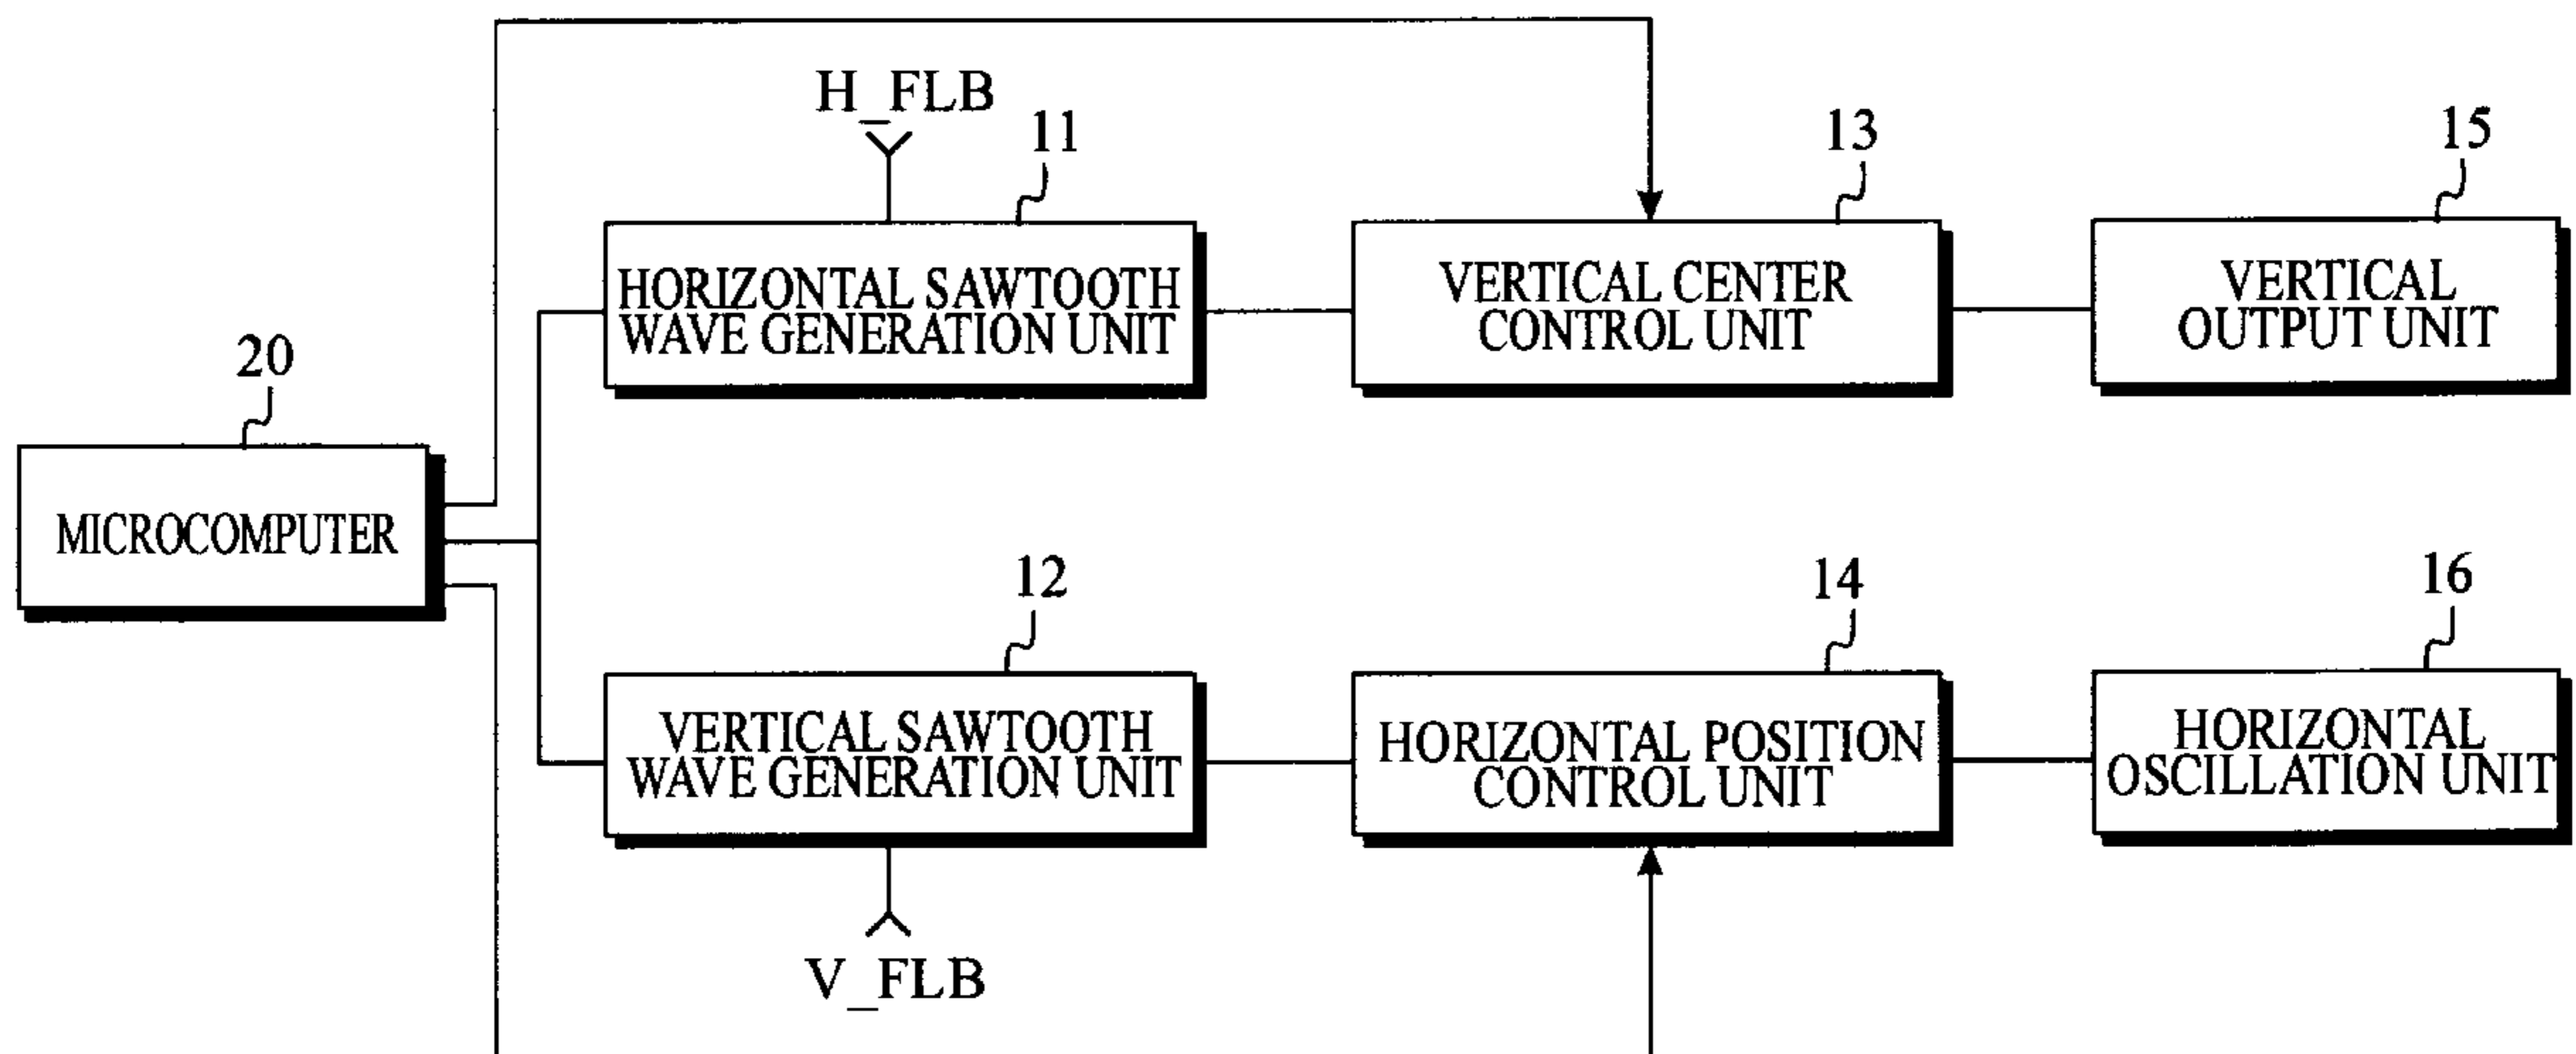 H_FLB
11
13
15
HORIZONTAL SAWTOOTH
WAVE GENERATION UNIT
VERTICAL CENTER
CONTROL UNIT
VERTICAL
OUTPUT UNIT
20
MICROCOMPUTER
12
14
16
VERTICAL SAWTOOTH
WAVE GENERATION UNIT
HORIZONTAL POSITION
CONTROL UNIT
HORIZONTAL
OSCILLATION UNIT
V_FLB